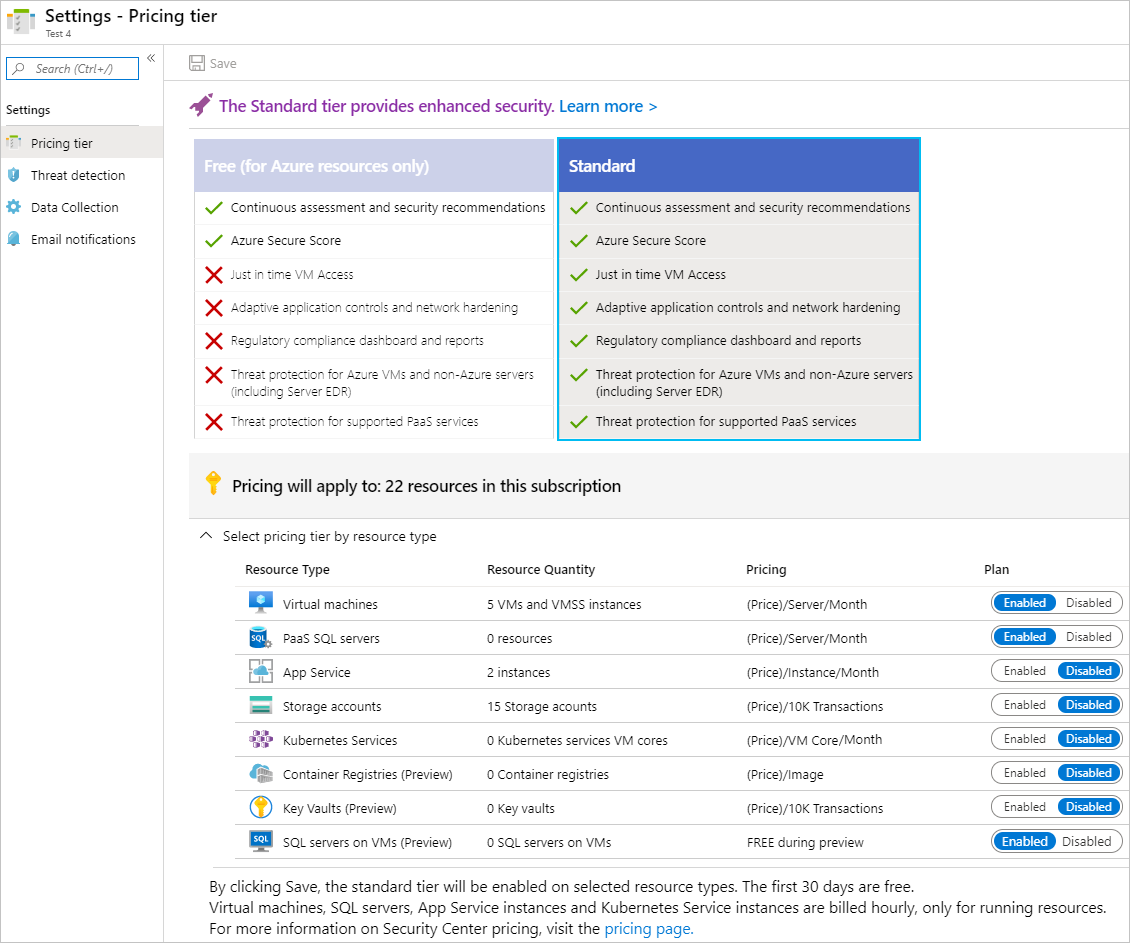 Settings - Pricing tier
Test 4
Search (Ctrl+/)
«
Settings
Pricing tier
Threat detection
Data Collection
Email notifications
Save
The Standard tier provides enhanced security. Learn more >
Free (for Azure resources only)
Continuous assessment and security recommendations
Azure Secure Score
Just in time VM Access
Adaptive application controls and network hardening
Regulatory compliance dashboard and reports
Threat protection for Azure VMs and non-Azure servers
(including Server EDR)
Threat protection for supported PaaS services
Standard
Continuous assessment and security recommendations
Azure Secure Score
Just in time VM Access
Adaptive application controls and network hardening
Regulatory compliance dashboard and reports
Threat protection for Azure VMs and non-Azure servers
(including Server EDR)
Threat protection for supported PaaS services
Pricing will apply to: 22 resources in this subscription
Select pricing tier by resource type
Resource Type Resource Quantity Pricing Plan
Virtual machines 5 VMs and VMSS instances (Price)/Server/Month Enabled Disabled
SQL PaaS SQL servers 0 resources (Price)/Server/Month Enabled Disabled
App Service 2 instances (Price)/Instance/Month Enabled Disabled
Storage accounts 15 Storage acounts (Price)/10K Transactions Enabled Disabled
Kubernetes Services 0 Kubernetes services VM cores (Price)/VM Core/Month Enabled Disabled
Container Registries (Preview) 0 Container registries (Price)/Image Enabled Disabled
Key Vaults (Preview) 0 Key vaults (Price)/10K Transactions Enabled Disabled
SQL SQL servers on VMs (Preview) 0 SQL servers on VMs FREE during preview Enabled Disabled
By clicking Save, the standard tier will be enabled on selected resource types. The first 30 days are free.
Virtual machines, SQL servers, App Service instances and Kubernetes Service instances are billed hourly, only for running resources.
For more information on Security Center pricing, visit the pricing page.